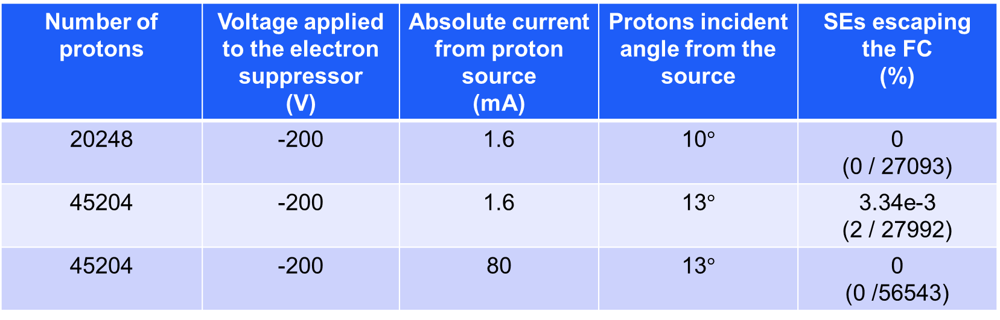 Number of
protons
Voltage applied
to the electron
suppressor
(V)
Absolute current
from proton
source
(mA)
Protons incident
angle from the
source
SEs escaping
the FC
(%)
20248
-200
1.6
10°
0
(0 / 27093)
45204
-200
1.6
13°
3.34e-3
(2 / 27992)
45204
-200
80
13°
0
(0 /56543)